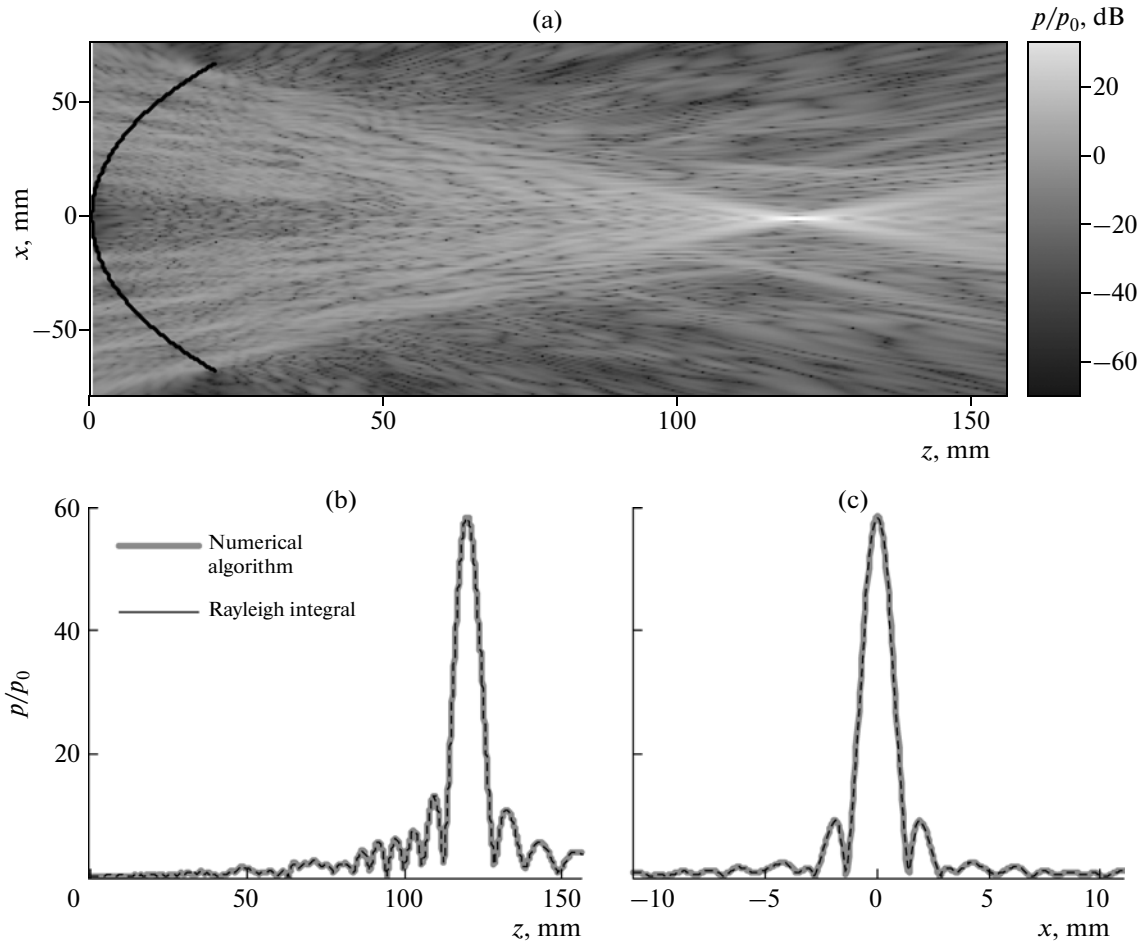 (a)
p/p0, dB
20
0
−20
−40
−60
x, mm
50
0
−50
0
50
100
150
z, mm
(b)
(c)
p/p0
60
40
20
0
Numerical
algorithm
Rayleigh integral
50
100
150
z, mm
−10
−5
0
5
10
x, mm